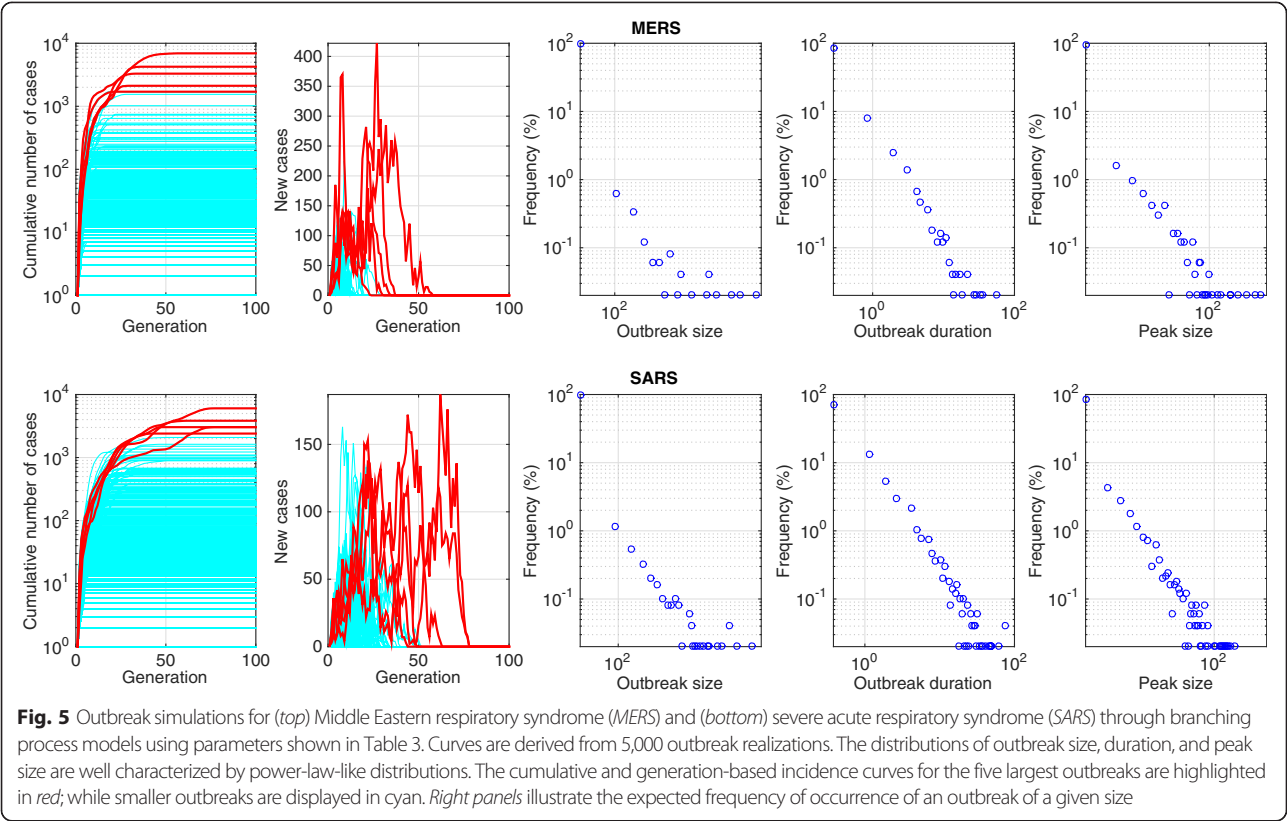 MERS
10^4
10^3
10^2
10^1
10^0
0 50 100
Cumulative number of cases
Generation
400
350
300
250
200
150
100
50
0
0 50 100
New cases
Generation
10^2
10^1
10^0
10^-1
10^2
Frequency (%)
Outbreak size
10^2
10^1
10^0
10^-1
10^0 10^2
Frequency (%)
Outbreak duration
10^2
10^1
10^0
10^-1
10^2
Frequency (%)
Peak size
SARS
10^4
10^3
10^2
10^1
10^0
0 50 100
Cumulative number of cases
Generation
150
100
50
0
0 50 100
New cases
Generation
10^2
10^1
10^0
10^-1
10^2
Frequency (%)
Outbreak size
10^2
10^1
10^0
10^-1
10^0 10^2
Frequency (%)
Outbreak duration
10^2
10^1
10^0
10^-1
10^2
Frequency (%)
Peak size
Fig. 5 Outbreak simulations for (top) Middle Eastern respiratory syndrome (MERS) and (bottom) severe acute respiratory syndrome (SARS) through branching
process models using parameters shown in Table 3. Curves are derived from 5,000 outbreak realizations. The distributions of outbreak size, duration, and peak
size are well characterized by power-law-like distributions. The cumulative and generation-based incidence curves for the five largest outbreaks are highlighted
in red; while smaller outbreaks are displayed in cyan. Right panels illustrate the expected frequency of occurrence of an outbreak of a given size